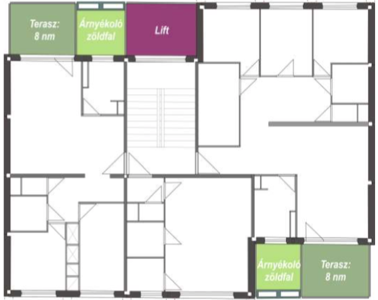 Terasz:
8 nm
Árnyékoló
zöldfal
Lift
Árnyékoló
zöldfal
Terasz:
8 nm